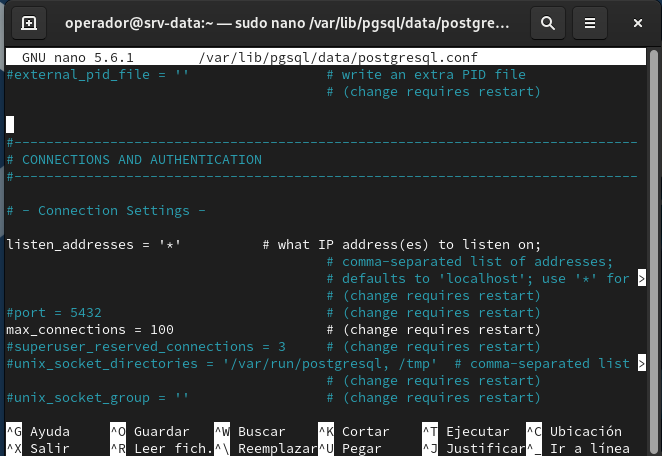 operador@srv-data:~ — sudo nano /var/lib/pgsql/data/postgre...
GNU nano 5.6.1 /var/lib/pgsql/data/postgresql.conf
#external_pid_file = '' # write an extra PID file
# (change requires restart)
#------------------------------------------------------------------------------
# CONNECTIONS AND AUTHENTICATION
#------------------------------------------------------------------------------
# - Connection Settings -
listen_addresses = '*' # what IP address(es) to listen on;
# comma-separated list of addresses;
# defaults to 'localhost'; use '*' for >
# (change requires restart)
#port = 5432 # (change requires restart)
max_connections = 100 # (change requires restart)
#superuser_reserved_connections = 3 # (change requires restart)
#unix_socket_directories = '/var/run/postgresql, /tmp' # comma-separated list >
# (change requires restart)
#unix_socket_group = '' # (change requires restart)
^G Ayuda ^O Guardar ^W Buscar ^K Cortar ^T Ejecutar ^C Ubicación
^X Salir ^R Leer fich. ^\ Reemplazar ^U Pegar ^J Justificar ^_ Ir a línea